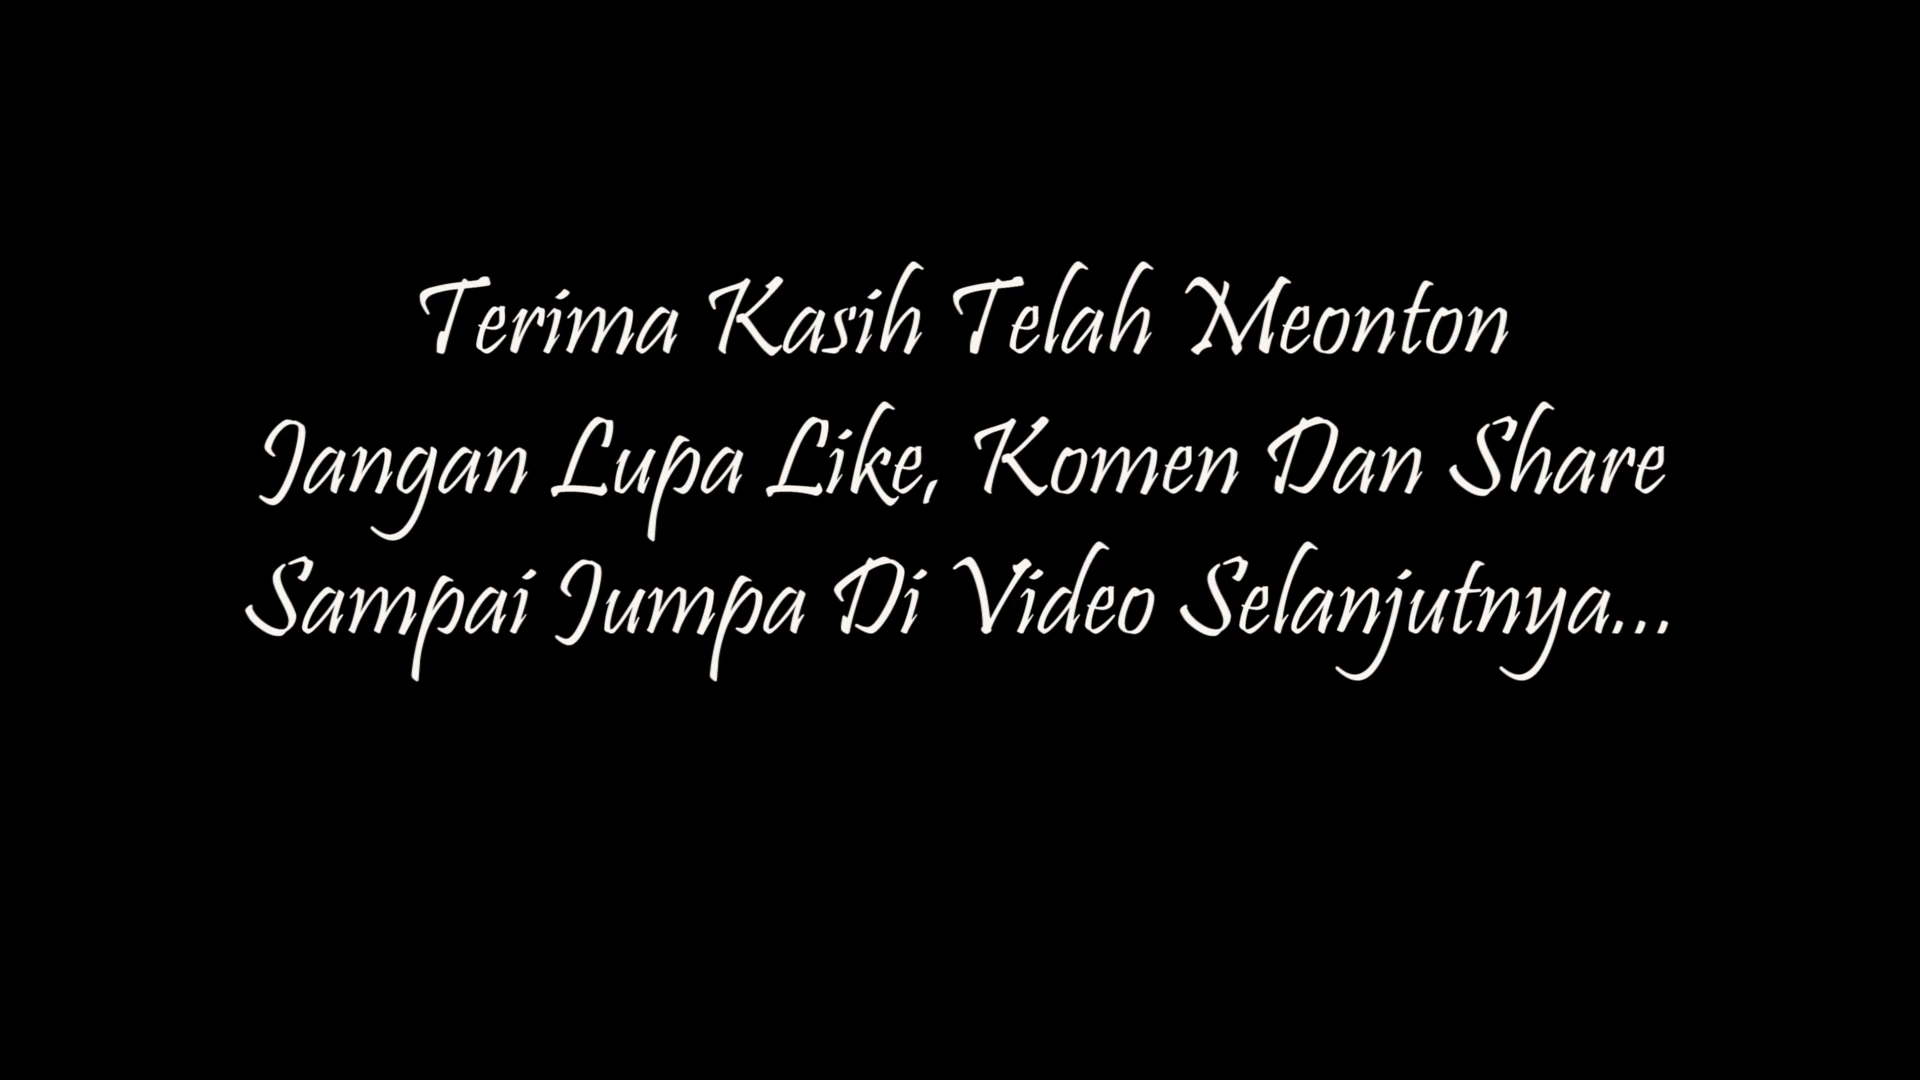 Terima Kasih Telah Meonton
Jangan Lupa Like, Komen Dan Share
Sampai Jumpa Di Video Selanjutnya...